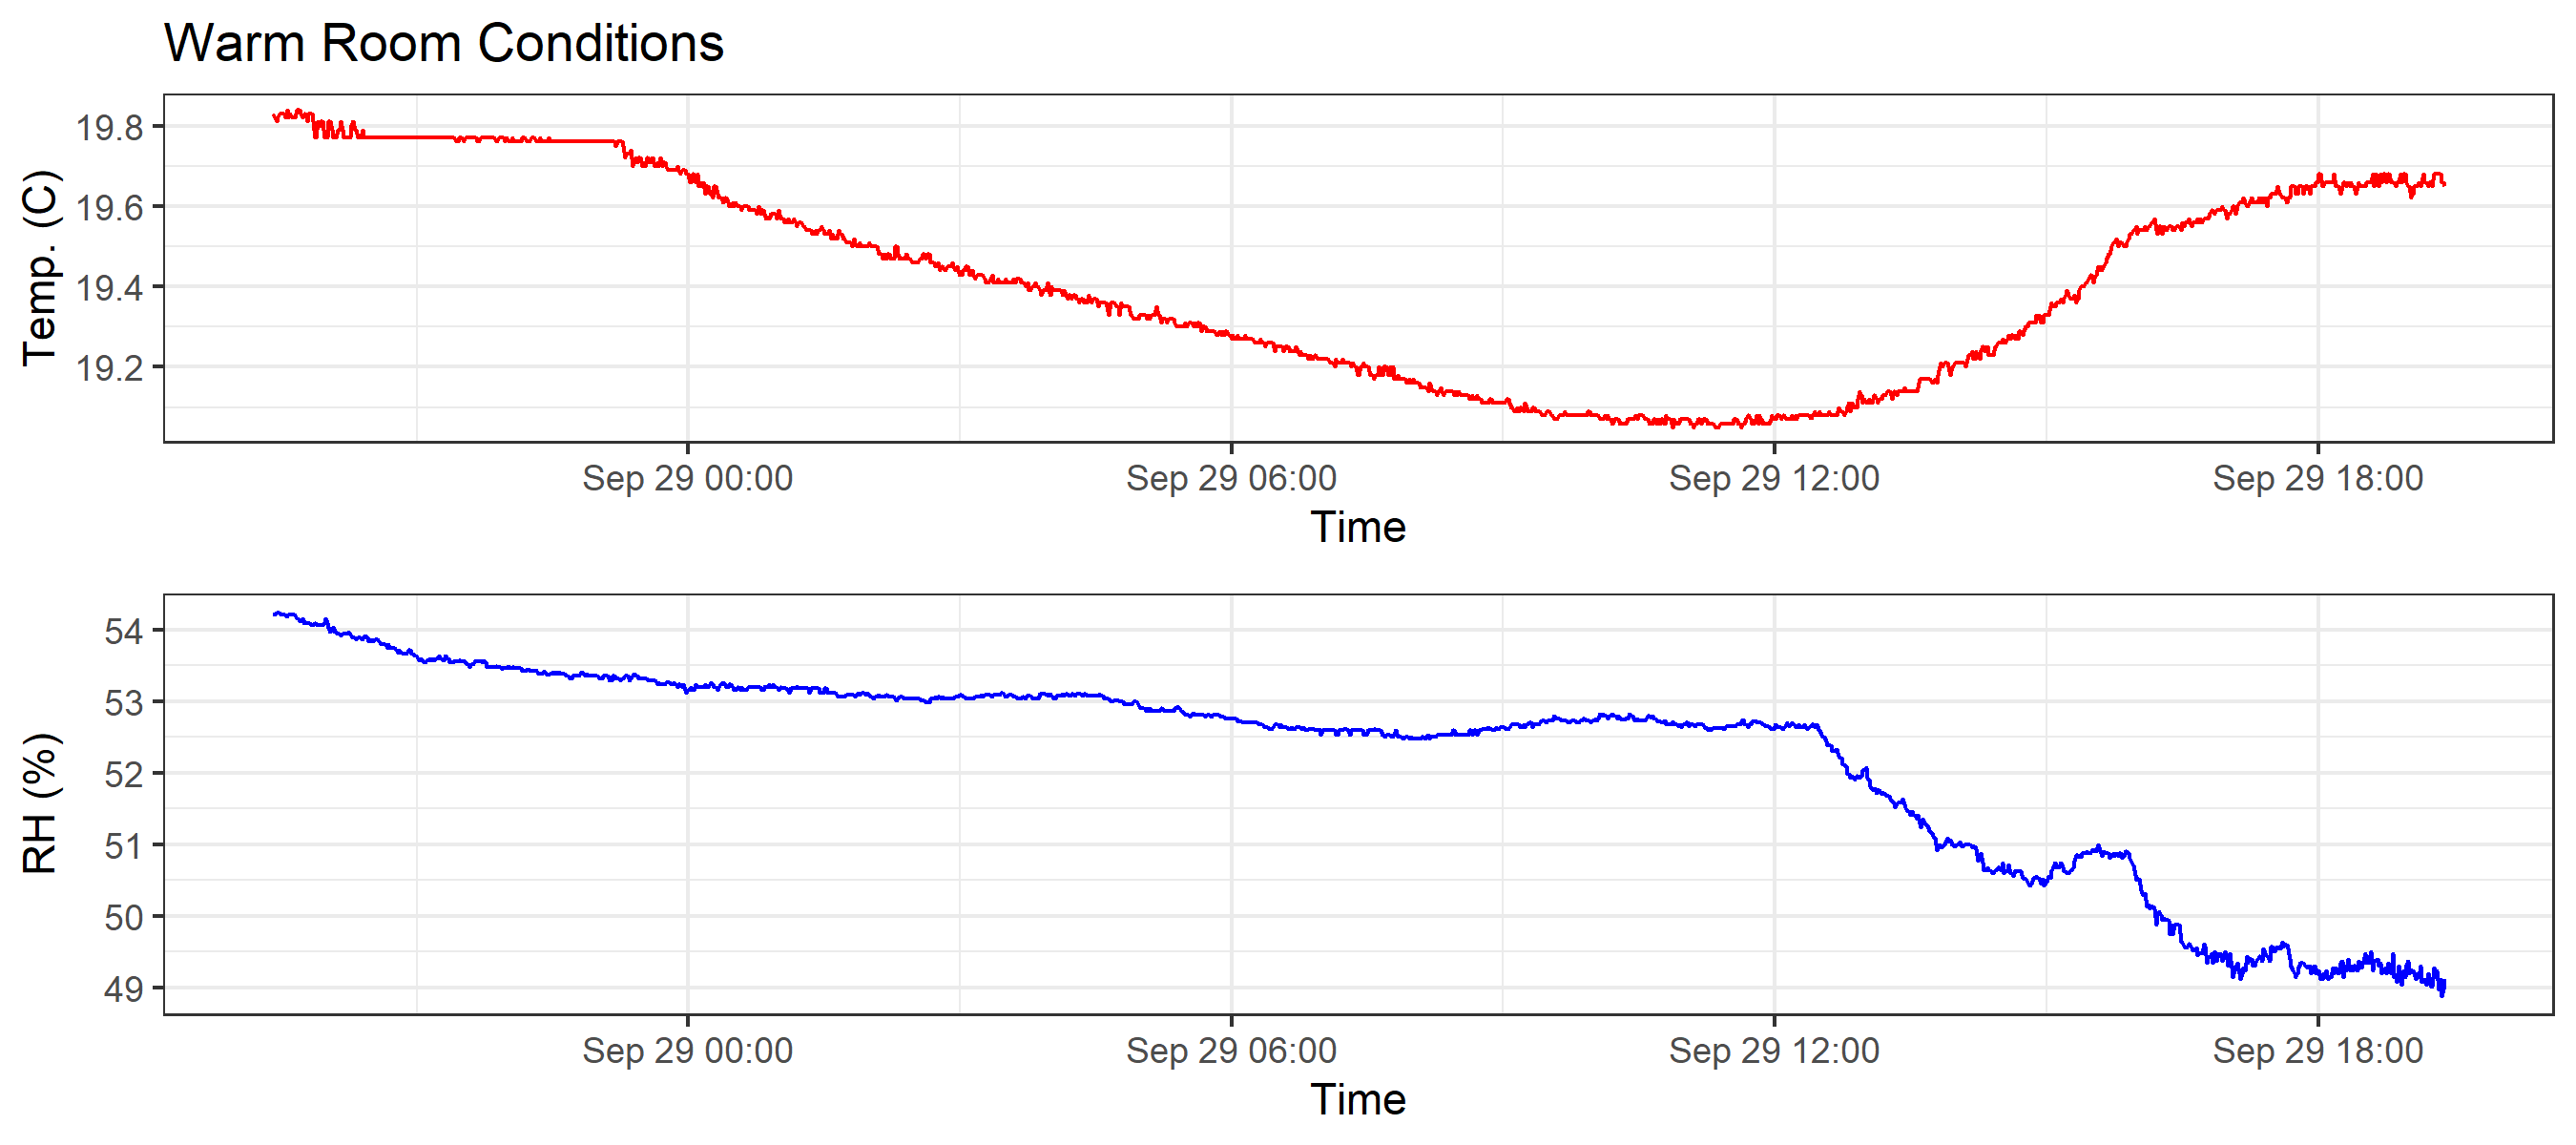 Warm Room Conditions
Temp. (C)
19.8
19.6
19.4
19.2
Sep 29 00:00 Sep 29 06:00 Sep 29 12:00 Sep 29 18:00
Time
RH (%)
54
53
52
51
50
49
Sep 29 00:00 Sep 29 06:00 Sep 29 12:00 Sep 29 18:00
Time